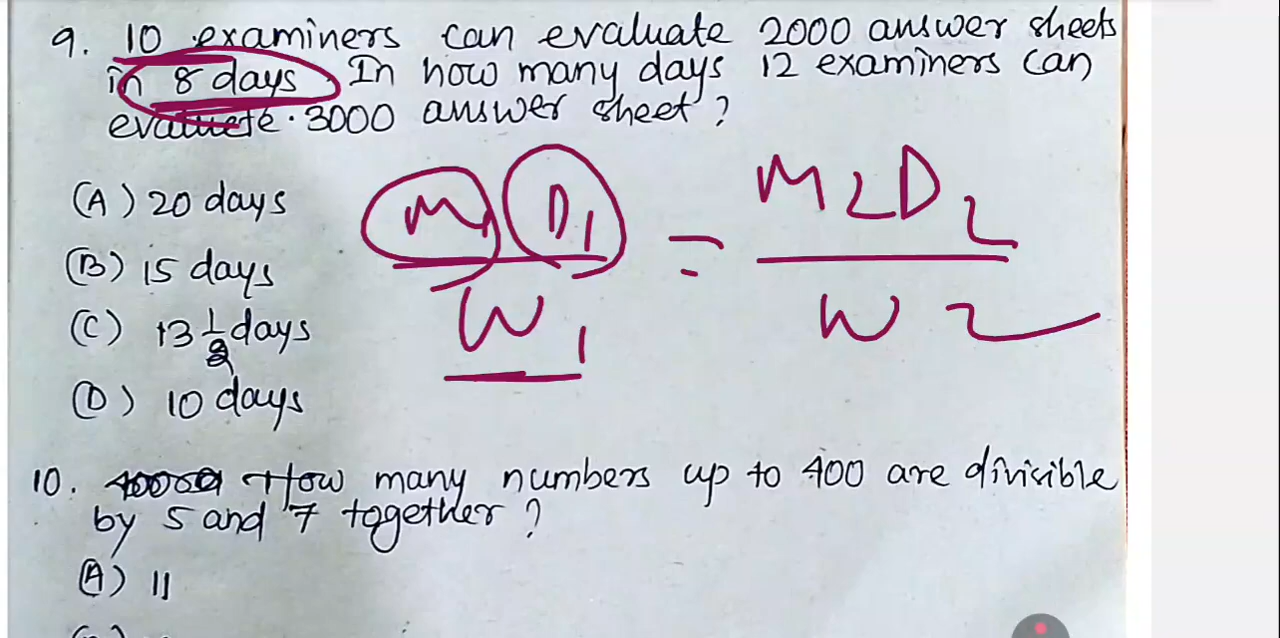 9. 10 examiners can evaluate 2000 answer sheets
in 8 days. In how many days 12 examiners can
evaluete. 3000 answer sheet ?
(A) 20 days
(B) 15 days
(C) 13 1/2 days
(D) 10 days
M1 D1 = M2 D2
W1 W2
10. How many numbers up to 400 are divisible
by 5 and 7 together ?
(A) 11